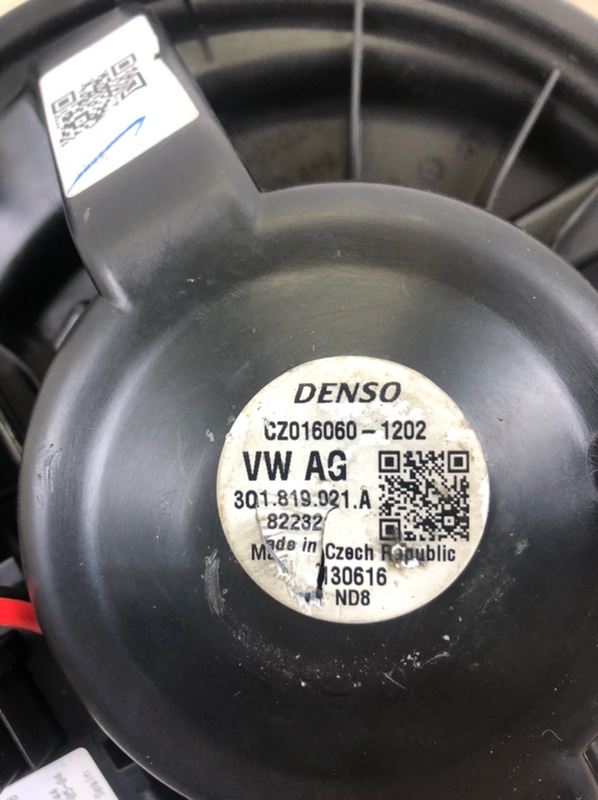 DENSO
CZ016060-1202
VW AG
3Q1.819.021.A
82232
Made in Czech Republic
130616
ND8